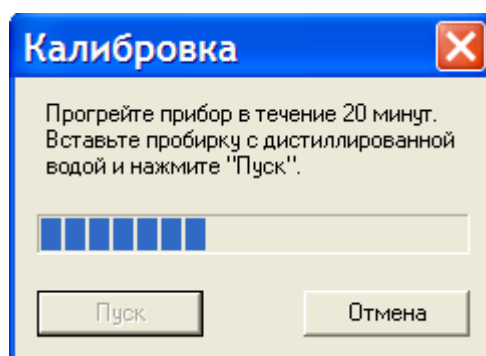 Калибровка
Прогрейте прибор в течение 20 минут.
Вставьте пробирку с дистиллированной
водой и нажмите "Пуск".
Пуск
Отмена